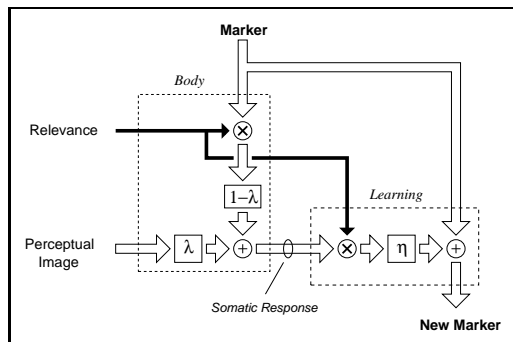 Marker
Body
Relevance
×
1−λ
Learning
Perceptual
Image
λ
+
×
η
+
Somatic Response
New Marker